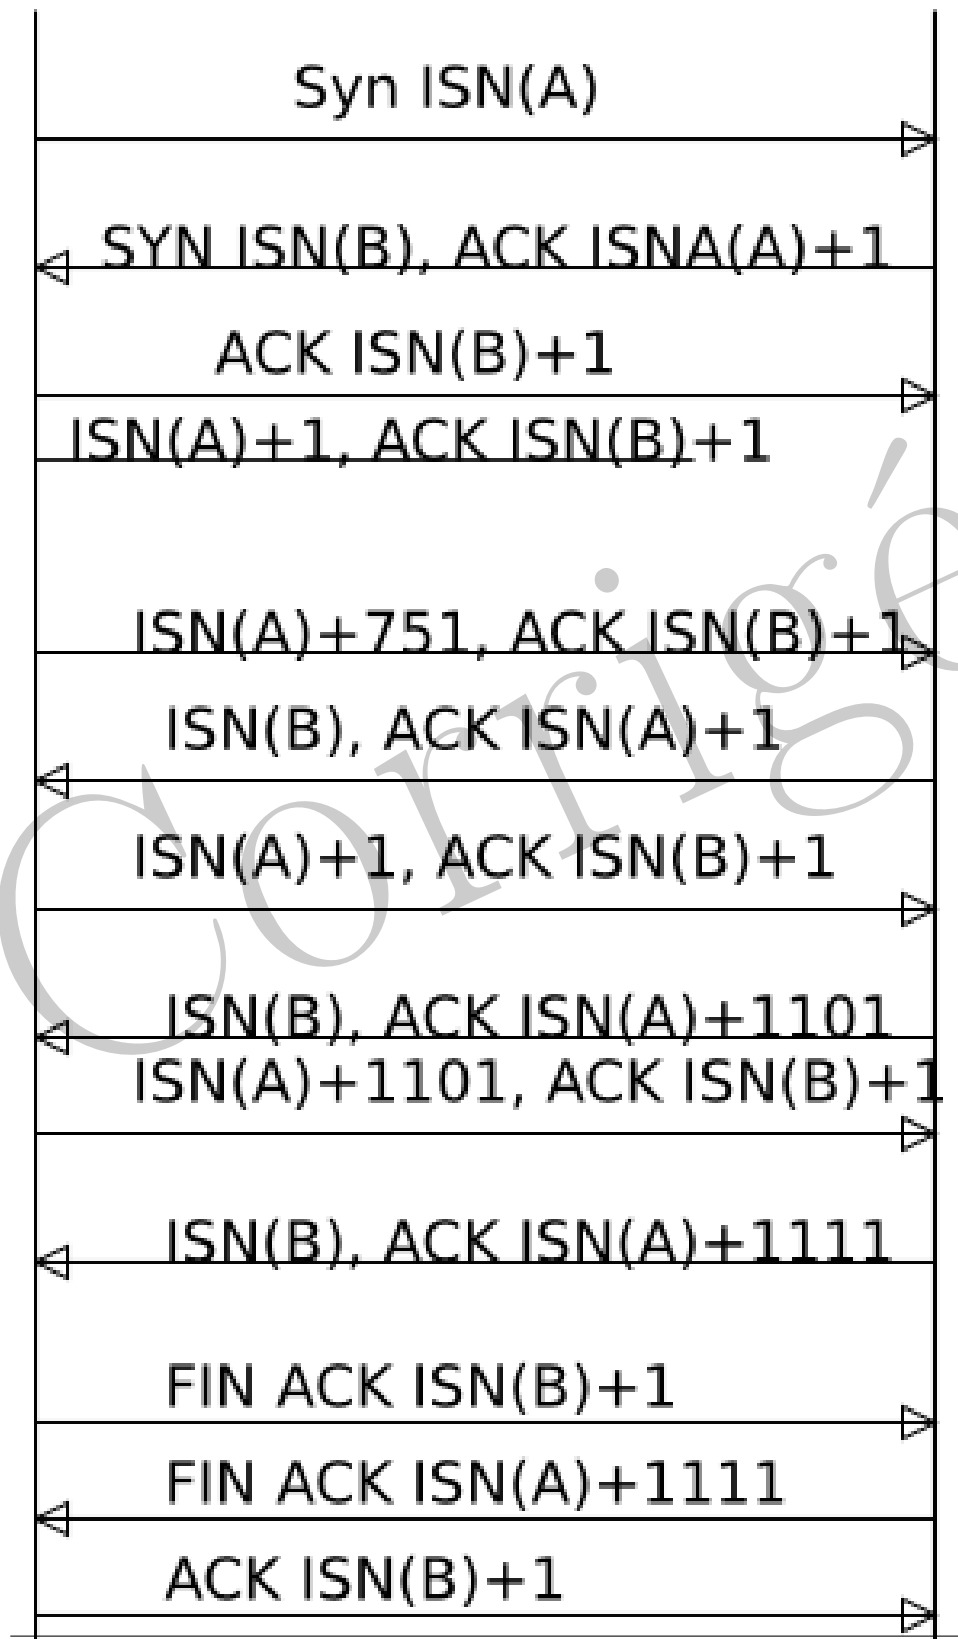 Syn ISN(A)
SYN ISN(B), ACK ISNA(A)+1
ACK ISN(B)+1
ISN(A)+1, ACK ISN(B)+1
ISN(A)+751, ACK ISN(B)+1
ISN(B), ACK ISN(A)+1
ISN(A)+1, ACK ISN(B)+1
ISN(B), ACK ISN(A)+1101
ISN(A)+1101, ACK ISN(B)+1
ISN(B), ACK ISN(A)+1111
FIN ACK ISN(B)+1
FIN ACK ISN(A)+1111
ACK ISN(B)+1
Corrigé